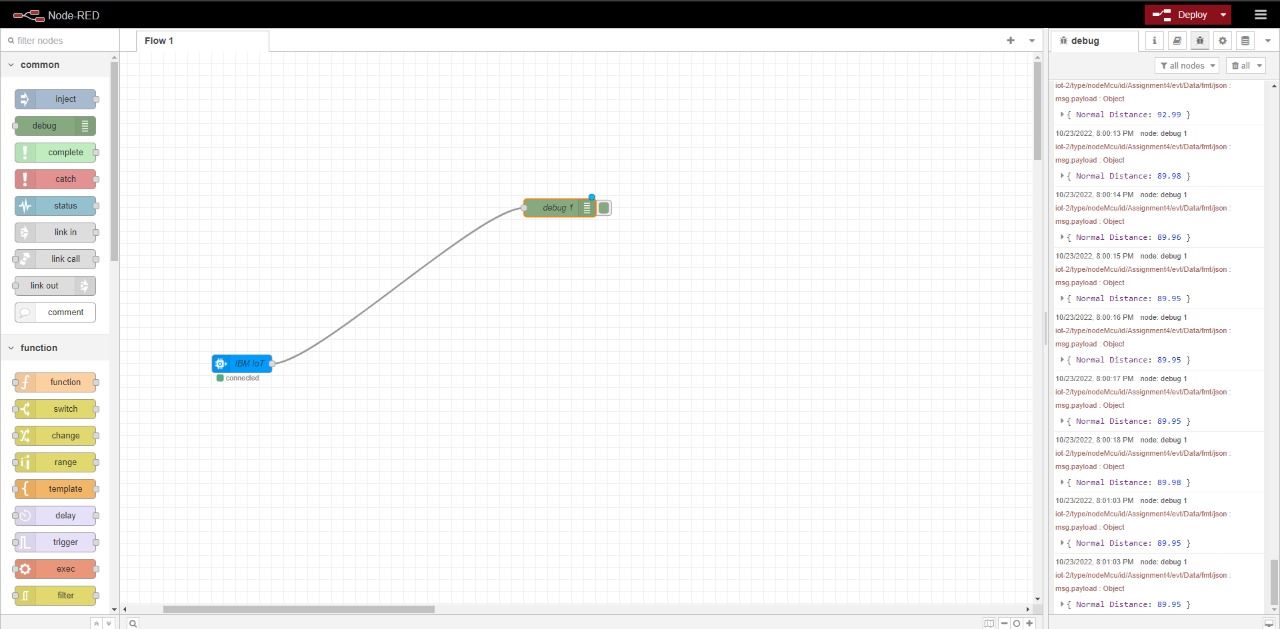 Node-RED
Deploy
filter nodes
Flow 1
debug
i
all nodes
all
common
inject
debug
complete
catch
status
link in
link call
link out
comment
function
function
switch
change
range
template
delay
trigger
exec
filter
debug 1
IBM IoT
connected
iot-2/type/nodeMcu/id/Assignment4/evt/Data/fmt/json :
msg.payload : Object
{ Normal Distance: 92.99 }
10/23/2022, 8:00:13 PM node: debug 1
iot-2/type/nodeMcu/id/Assignment4/evt/Data/fmt/json :
msg.payload : Object
{ Normal Distance: 89.98 }
10/23/2022, 8:00:14 PM node: debug 1
iot-2/type/nodeMcu/id/Assignment4/evt/Data/fmt/json :
msg.payload : Object
{ Normal Distance: 89.96 }
10/23/2022, 8:00:15 PM node: debug 1
iot-2/type/nodeMcu/id/Assignment4/evt/Data/fmt/json :
msg.payload : Object
{ Normal Distance: 89.95 }
10/23/2022, 8:00:16 PM node: debug 1
iot-2/type/nodeMcu/id/Assignment4/evt/Data/fmt/json :
msg.payload : Object
{ Normal Distance: 89.95 }
10/23/2022, 8:00:17 PM node: debug 1
iot-2/type/nodeMcu/id/Assignment4/evt/Data/fmt/json :
msg.payload : Object
{ Normal Distance: 89.95 }
10/23/2022, 8:00:18 PM node: debug 1
iot-2/type/nodeMcu/id/Assignment4/evt/Data/fmt/json :
msg.payload : Object
{ Normal Distance: 89.98 }
10/23/2022, 8:01:03 PM node: debug 1
iot-2/type/nodeMcu/id/Assignment4/evt/Data/fmt/json :
msg.payload : Object
{ Normal Distance: 89.95 }
10/23/2022, 8:01:03 PM node: debug 1
iot-2/type/nodeMcu/id/Assignment4/evt/Data/fmt/json :
msg.payload : Object
{ Normal Distance: 89.95 }